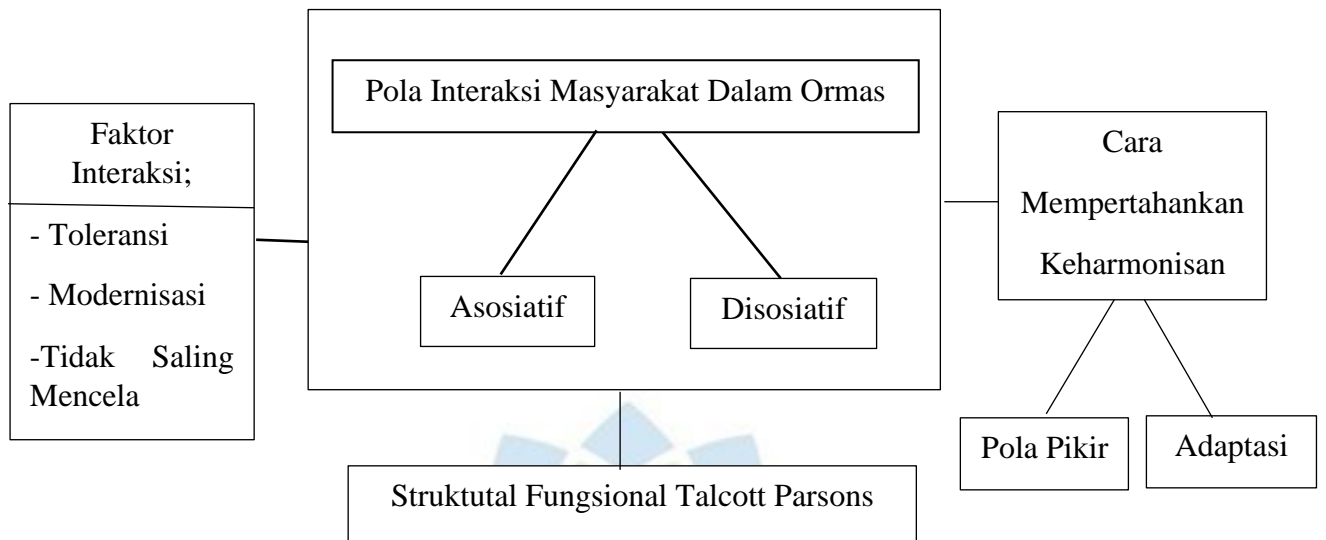 Pola Interaksi Masyarakat Dalam Ormas
Faktor
Interaksi;
- Toleransi
- Modernisasi
-Tidak Saling
Mencela
Asosiatif
Disosiatif
Cara
Mempertahankan
Keharmonisan
Pola Pikir
Adaptasi
Struktutal Fungsional Talcott Parsons